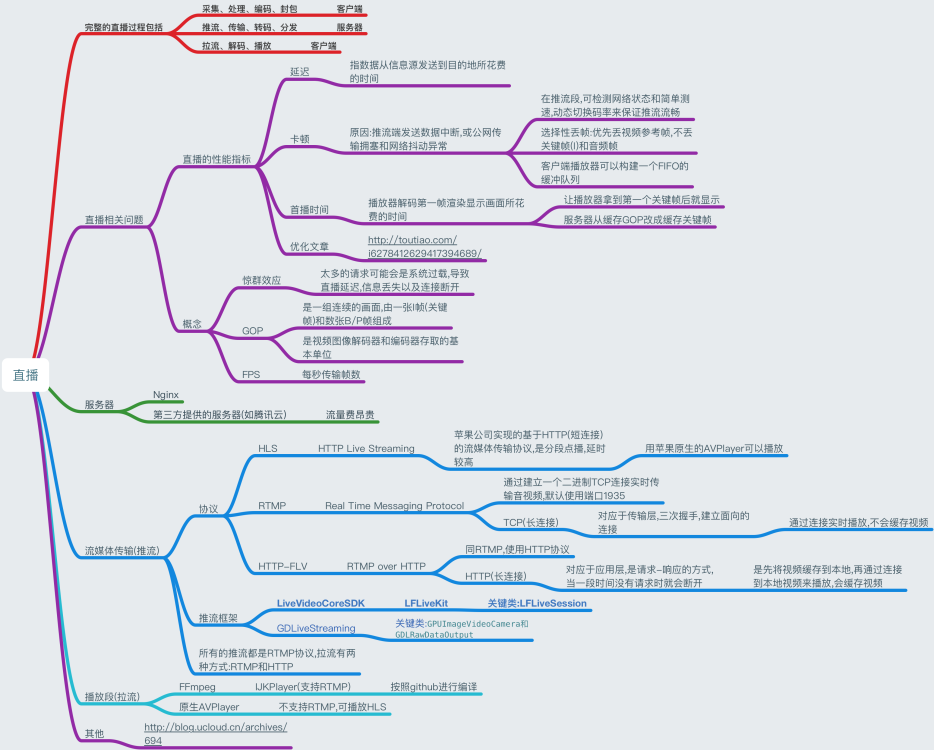 完整的直播过程包括
采集、处理、编码、封包 客户端
推流、传输、转码、分发 服务器
拉流、解码、播放 客户端
直播相关问题
直播的性能指标
延迟
指数据从信息源发送到目的地所花费
的时间
卡顿
原因:推流端发送数据中断,或公网传
输拥塞和网络抖动异常
在推流段,可检测网络状态和简单测
速,动态切换码率来保证推流流畅
选择性丢帧:优先丢视频参考帧,不丢
关键帧(I)和音频帧
客户端播放器可以构建一个FIFO的
缓冲队列
首播时间
播放器解码第一帧渲染显示画面所花
费的时间
让播放器拿到第一个关键帧后就显示
服务器从缓存GOP改成缓存关键帧
优化文章
http://toutiao.com/
i6278412629417394689/
概念
惊群效应
太多的请求可能会是系统过载,导致
直播延迟,信息丢失以及连接断开
GOP
是一组连续的画面,由一张I帧(关键
帧)和数张B/P帧组成
是视频图像解码器和编码器存取的基
本单位
FPS 每秒传输帧数
直播
服务器
Nginx
第三方提供的服务器(如腾讯云) 流量费昂贵
流媒体传输(推流)
协议
HLS HTTP Live Streaming
苹果公司实现的基于HTTP(短连接)
的流媒体传输协议,是分段点播,延时
较高
用苹果原生的AVPlayer可以播放
RTMP Real Time Messaging Protocol
通过建立一个二进制TCP连接实时传
输音视频,默认使用端口1935
TCP(长连接)
对应于传输层,三次握手,建立面向的
连接
通过连接实时播放,不会缓存视频
HTTP-FLV RTMP over HTTP
同RTMP,使用HTTP协议
HTTP(长连接)
对应于应用层,是请求-响应的方式,
当一段时间没有请求时就会断开
是先将视频缓存到本地,再通过连接
到本地视频来播放,会缓存视频
推流框架
LiveVideoCoreSDK LFLiveKit 关键类:LFLiveSession
GDLiveStreaming
关键类:GPUImageVideoCamera和
GDLRawDataOutput
所有的推流都是RTMP协议,拉流有两
种方式:RTMP和HTTP
播放段(拉流)
FFmpeg IJKPlayer(支持RTMP) 按照github进行编译
原生AVPlayer 不支持RTMP,可播放HLS
其他
http://blog.ucloud.cn/archives/
694